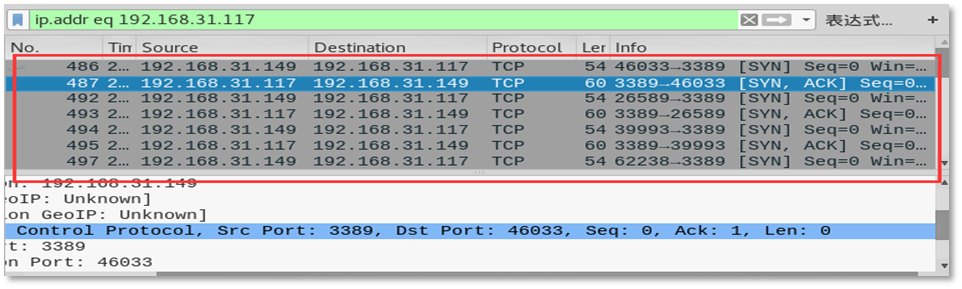 ip.addr eq 192.168.31.117 表达式… +
No. Tin Source Destination Protocol Ler Info
486 2… 192.168.31.149 192.168.31.117 TCP 54 46033→3389 [SYN] Seq=0 Win=…
487 2… 192.168.31.117 192.168.31.149 TCP 60 3389→46033 [SYN, ACK] Seq=0…
492 2… 192.168.31.149 192.168.31.117 TCP 54 26589→3389 [SYN] Seq=0 Win=…
493 2… 192.168.31.117 192.168.31.149 TCP 60 3389→26589 [SYN, ACK] Seq=0…
494 2… 192.168.31.149 192.168.31.117 TCP 54 39993→3389 [SYN] Seq=0 Win=…
495 2… 192.168.31.117 192.168.31.149 TCP 60 3389→39993 [SYN, ACK] Seq=0…
497 2… 192.168.31.149 192.168.31.117 TCP 54 62238→3389 [SYN] Seq=0 Win=…
on: 192.168.31.149
eoIP: Unknown]
ion GeoIP: Unknown]
Control Protocol, Src Port: 3389, Dst Port: 46033, Seq: 0, Ack: 1, Len: 0
rt: 3389
on Port: 46033